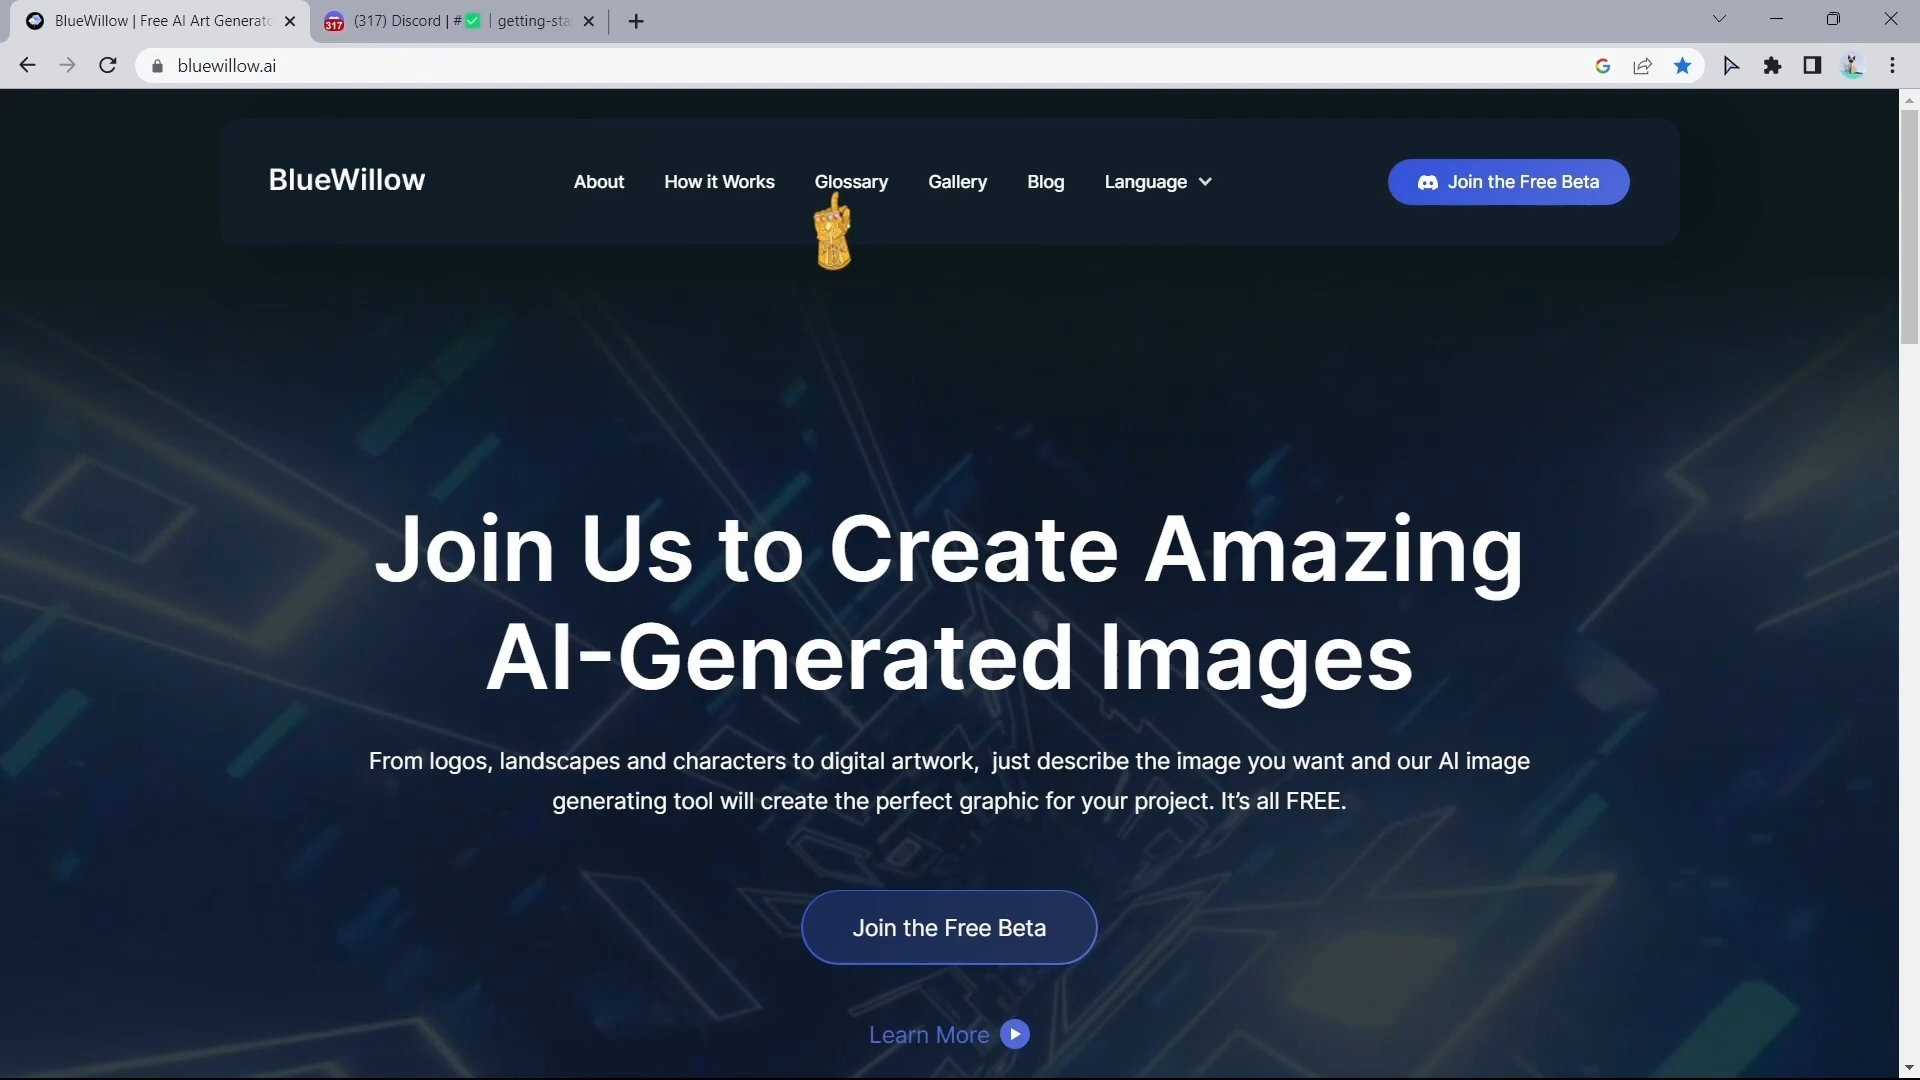 BlueWillow | Free AI Art Generato
(317) Discord | #✅ | getting-sta
bluewillow.ai
BlueWillow
About
How it Works
Glossary
Gallery
Blog
Language
Join the Free Beta
Join Us to Create Amazing
AI-Generated Images
From logos, landscapes and characters to digital artwork, just describe the image you want and our AI image
generating tool will create the perfect graphic for your project. It's all FREE.
Join the Free Beta
Learn More